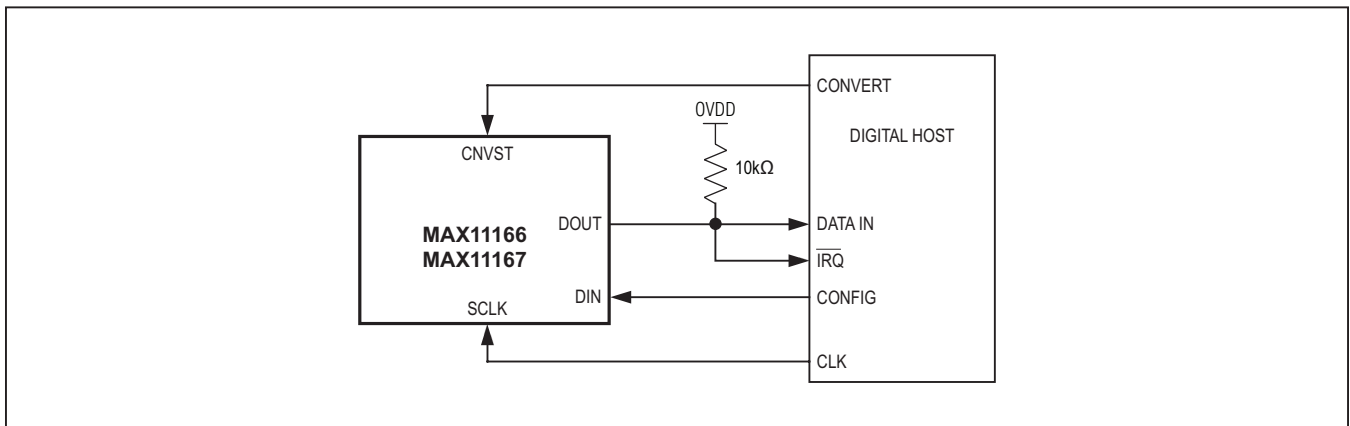 CONVERT
OVDD
DIGITAL HOST
CNVST
10kΩ
DOUT
DATA IN
MAX11166
MAX11167
IRQ
DIN
CONFIG
SCLK
CLK